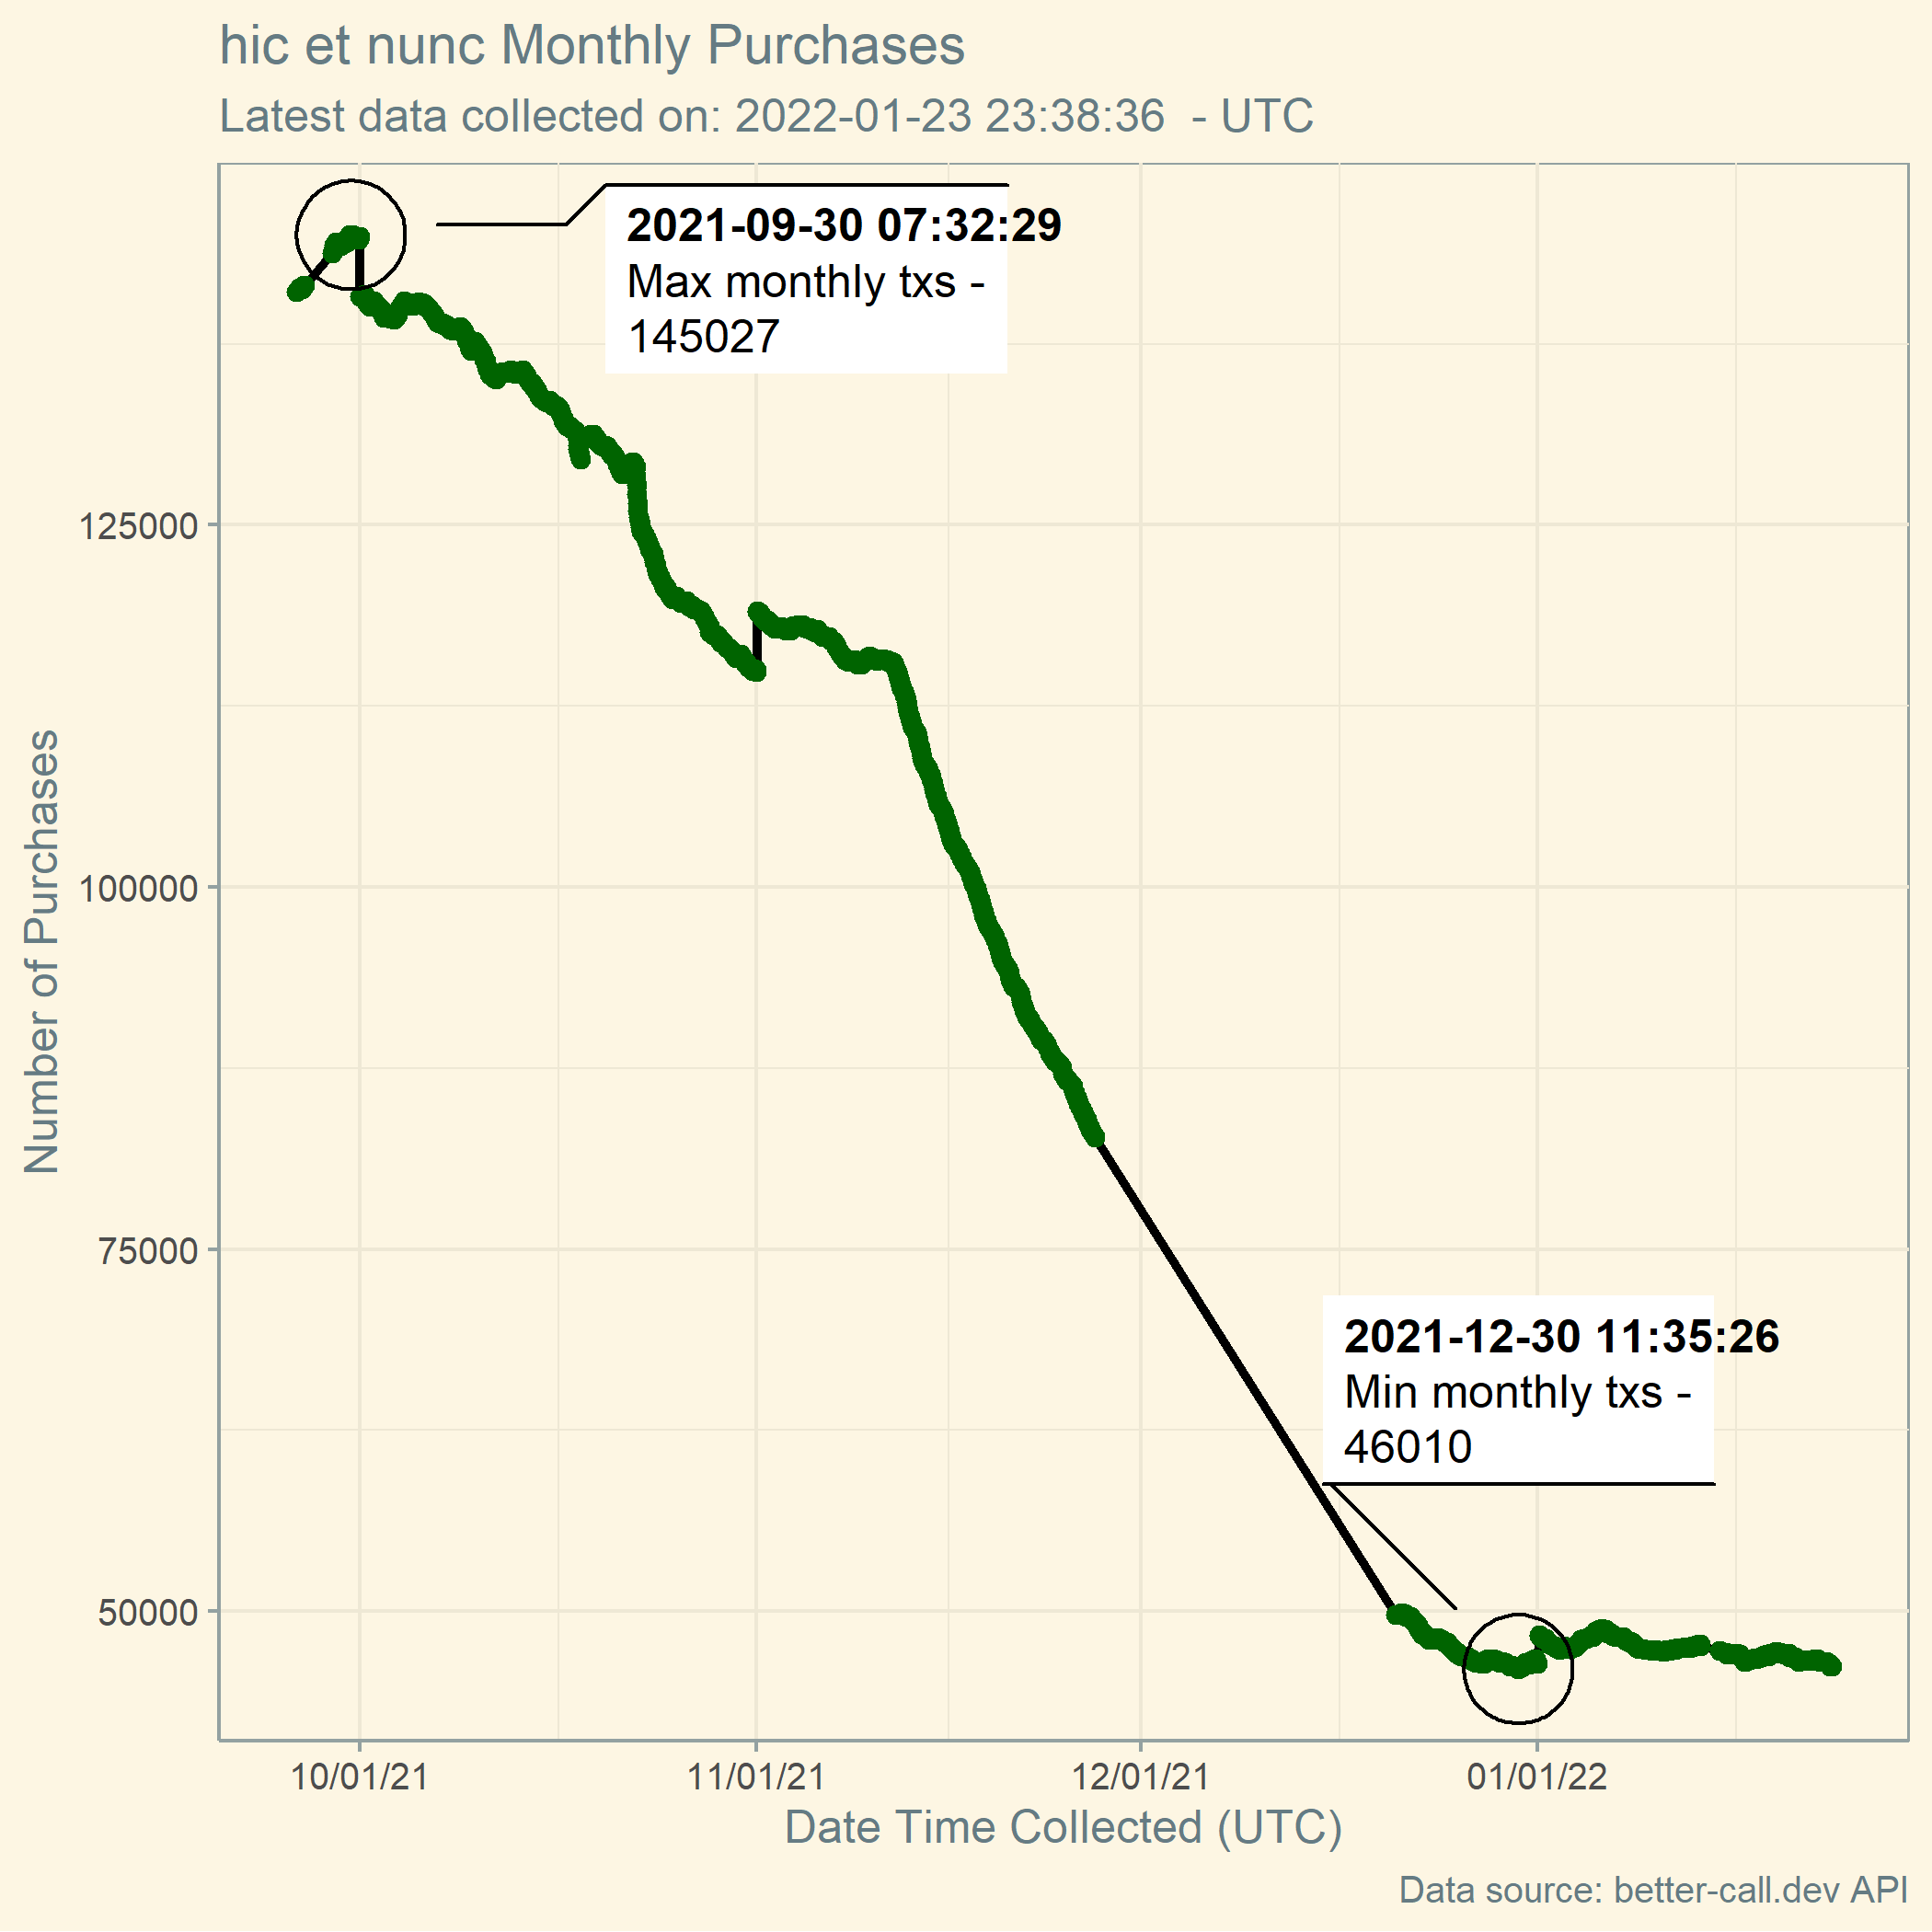 hic et nunc Monthly Purchases
Latest data collected on: 2022-01-23 23:38:36  - UTC
2021-09-30 07:32:29
Max monthly txs -
145027
125000
100000
75000
50000
Number of Purchases
2021-12-30 11:35:26
Min monthly txs -
46010
10/01/21
11/01/21
12/01/21
01/01/22
Date Time Collected (UTC)
Data source: better-call.dev API